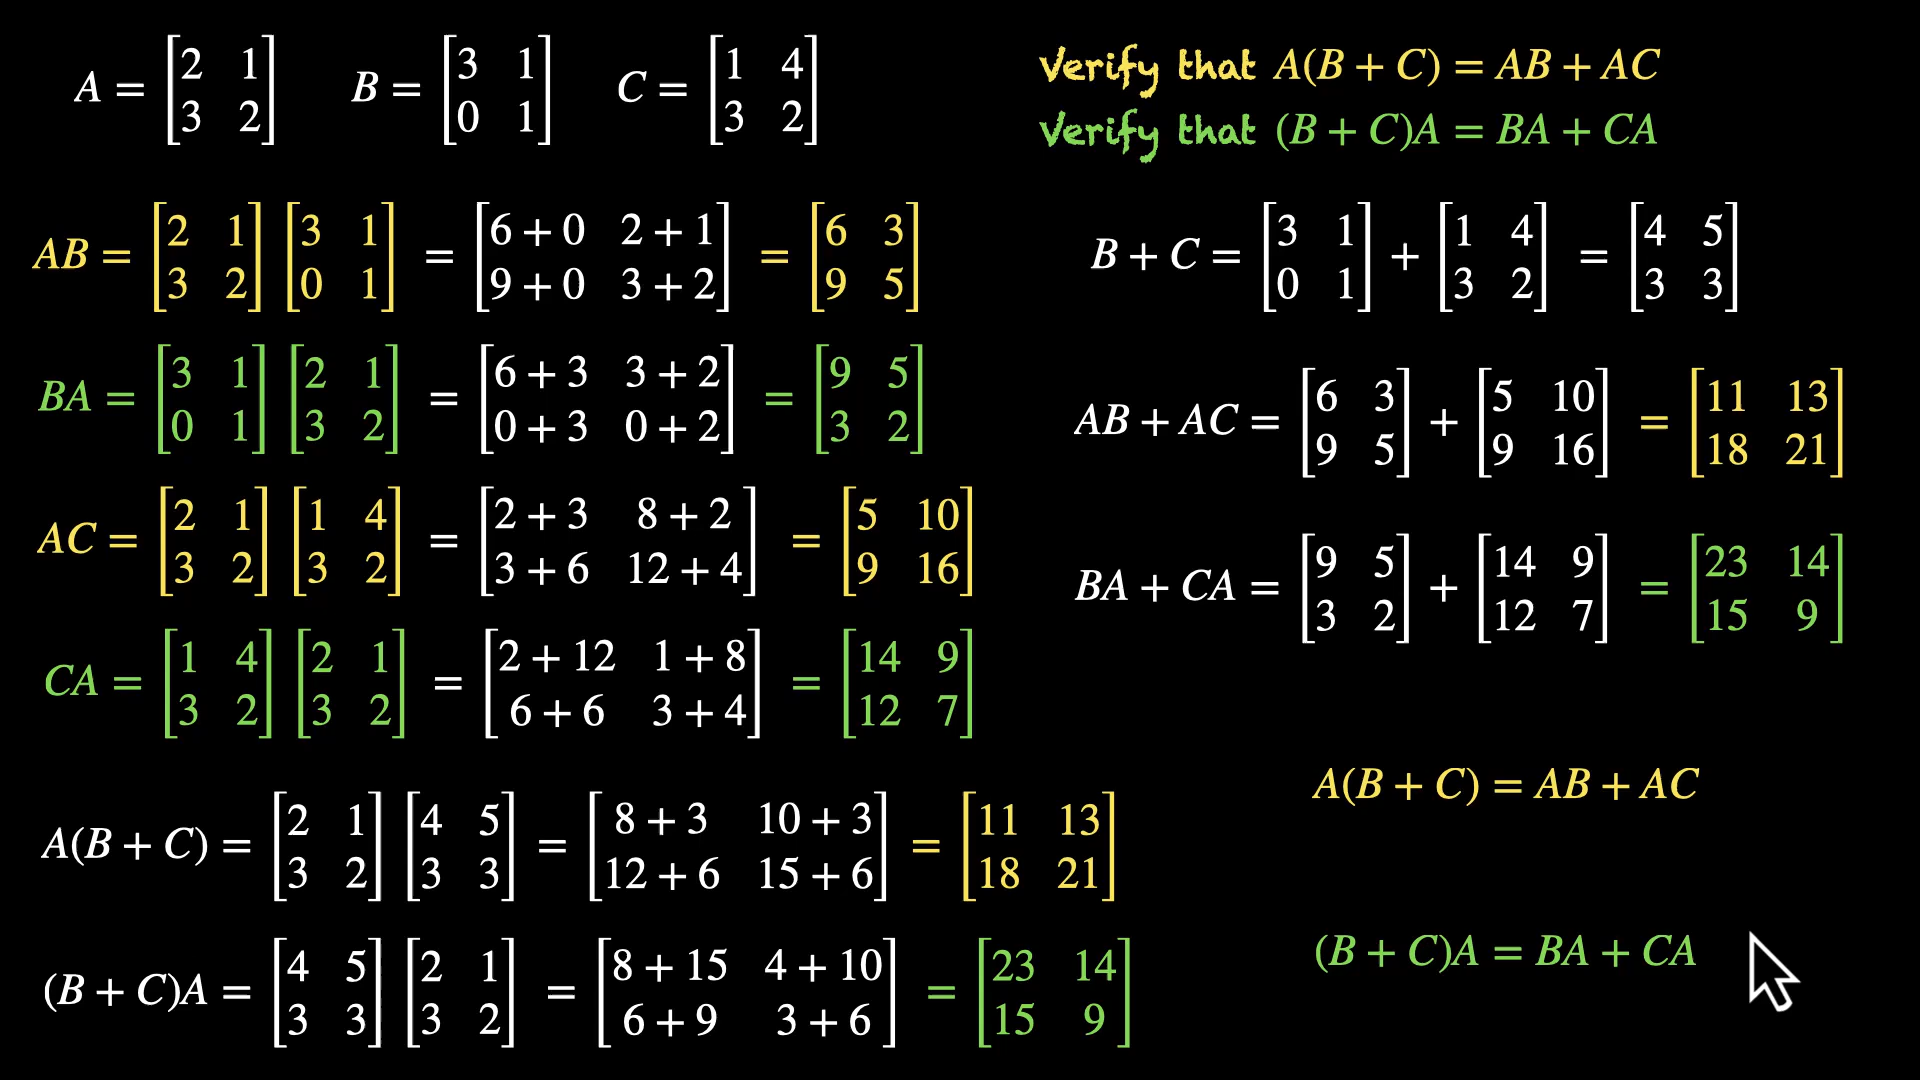 A = [2 1; 3 2] B = [3 1; 0 1] C = [1 4; 3 2]
Verify that A(B + C) = AB + AC
Verify that (B + C)A = BA + CA
AB = [2 1; 3 2] [3 1; 0 1] = [6 + 0 2 + 1; 9 + 0 3 + 2] = [6 3; 9 5]
BA = [3 1; 0 1] [2 1; 3 2] = [6 + 3 3 + 2; 0 + 3 0 + 2] = [9 5; 3 2]
AC = [2 1; 3 2] [1 4; 3 2] = [2 + 3 8 + 2; 3 + 6 12 + 4] = [5 10; 9 16]
CA = [1 4; 3 2] [2 1; 3 2] = [2 + 12 1 + 8; 6 + 6 3 + 4] = [14 9; 12 7]
A(B + C) = [2 1; 3 2] [4 5; 3 3] = [8 + 3 10 + 3; 12 + 6 15 + 6] = [11 13; 18 21]
(B + C)A = [4 5; 3 3] [2 1; 3 2] = [8 + 15 4 + 10; 6 + 9 3 + 6] = [23 14; 15 9]
B + C = [3 1; 0 1] + [1 4; 3 2] = [4 5; 3 3]
AB + AC = [6 3; 9 5] + [5 10; 9 16] = [11 13; 18 21]
BA + CA = [9 5; 3 2] + [14 9; 12 7] = [23 14; 15 9]
A(B + C) = AB + AC
(B + C)A = BA + CA